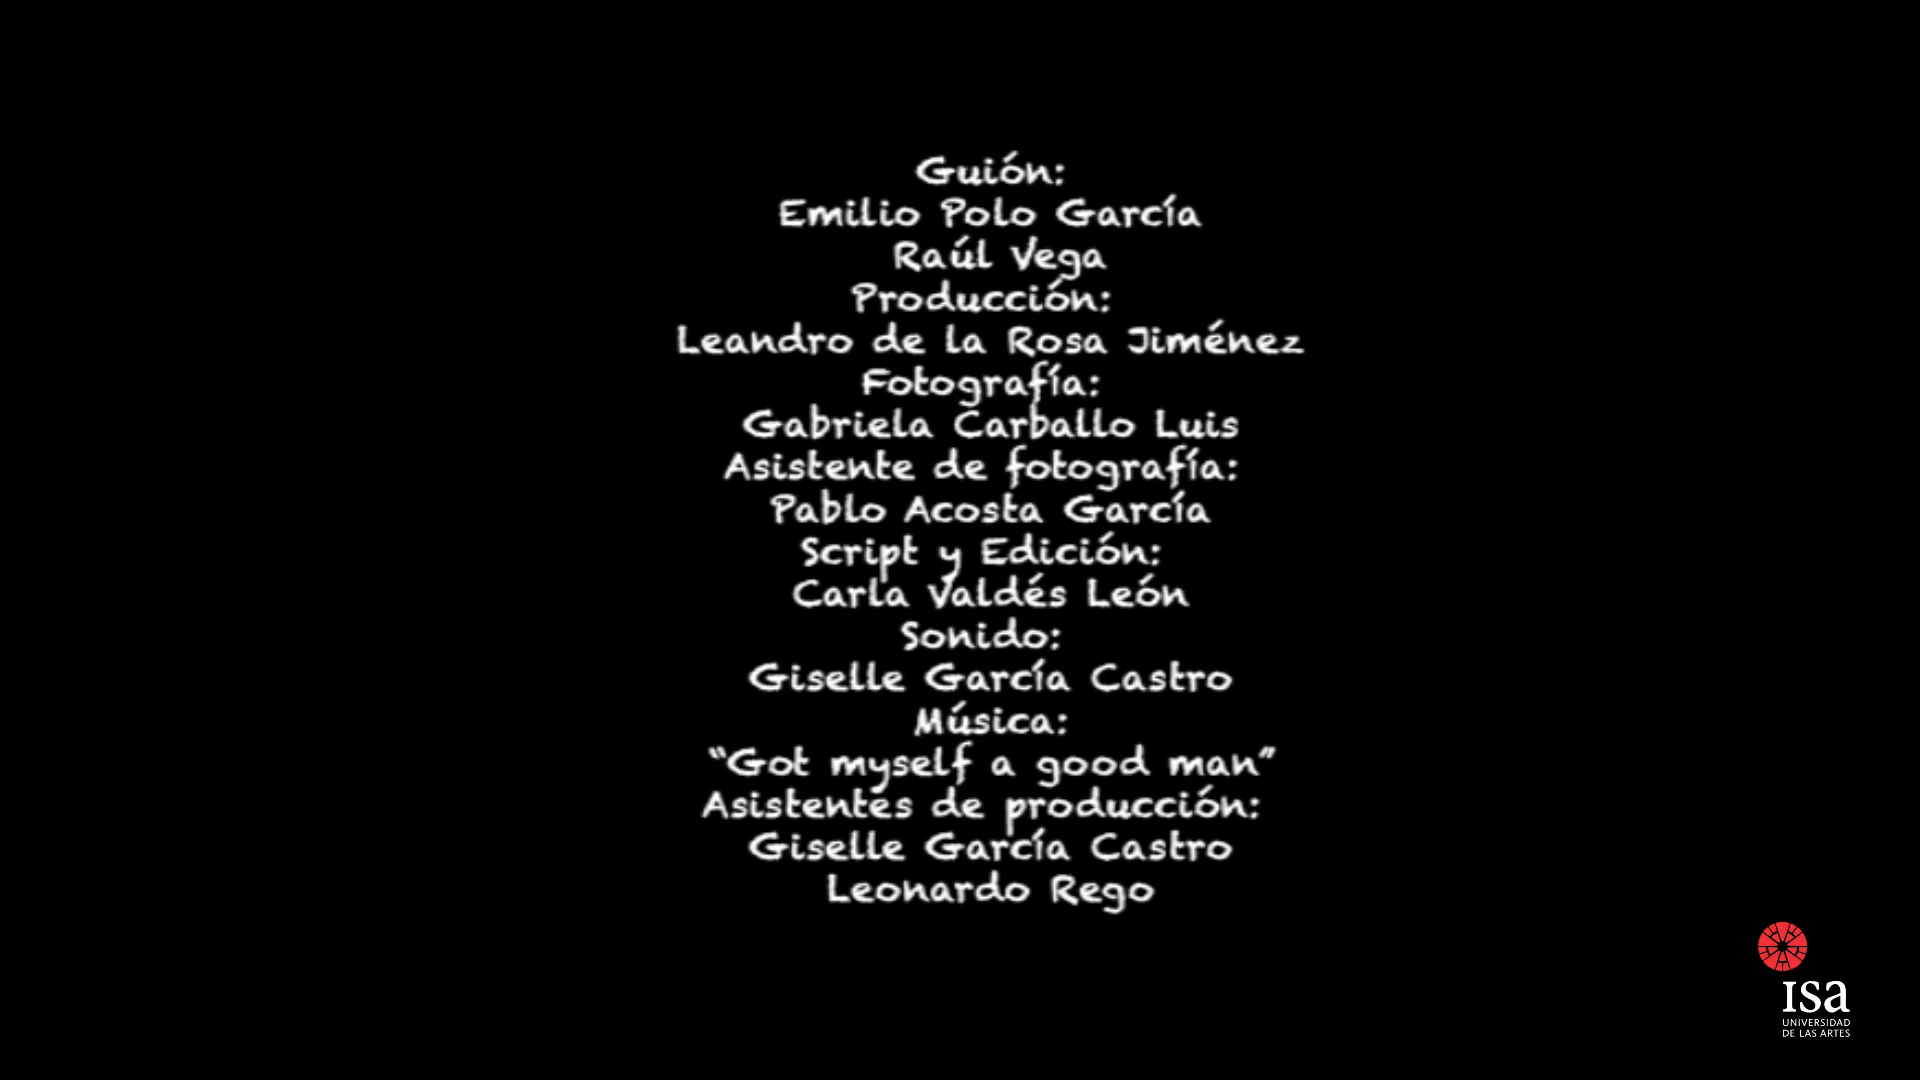 Guión:
Emilio Polo García
Raúl Vega
Producción:
Leandro de la Rosa Jiménez
Fotografía:
Gabriela Carballo Luis
Asistente de fotografía:
Pablo Acosta García
Script y Edición:
Carla Valdés León
Sonido:
Giselle García Castro
Música:
“Got myself a good man”
Asistentes de producción:
Giselle García Castro
Leonardo Rego
ISA
UNIVERSIDAD
DE LAS ARTES